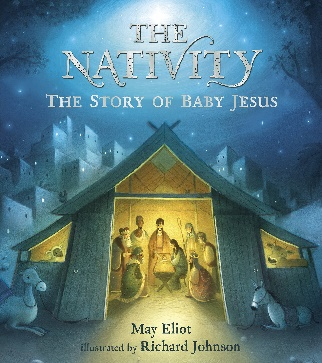 THE
NATIVITY
THE STORY OF BABY JESUS
May Eliot
illustrated by Richard Johnson